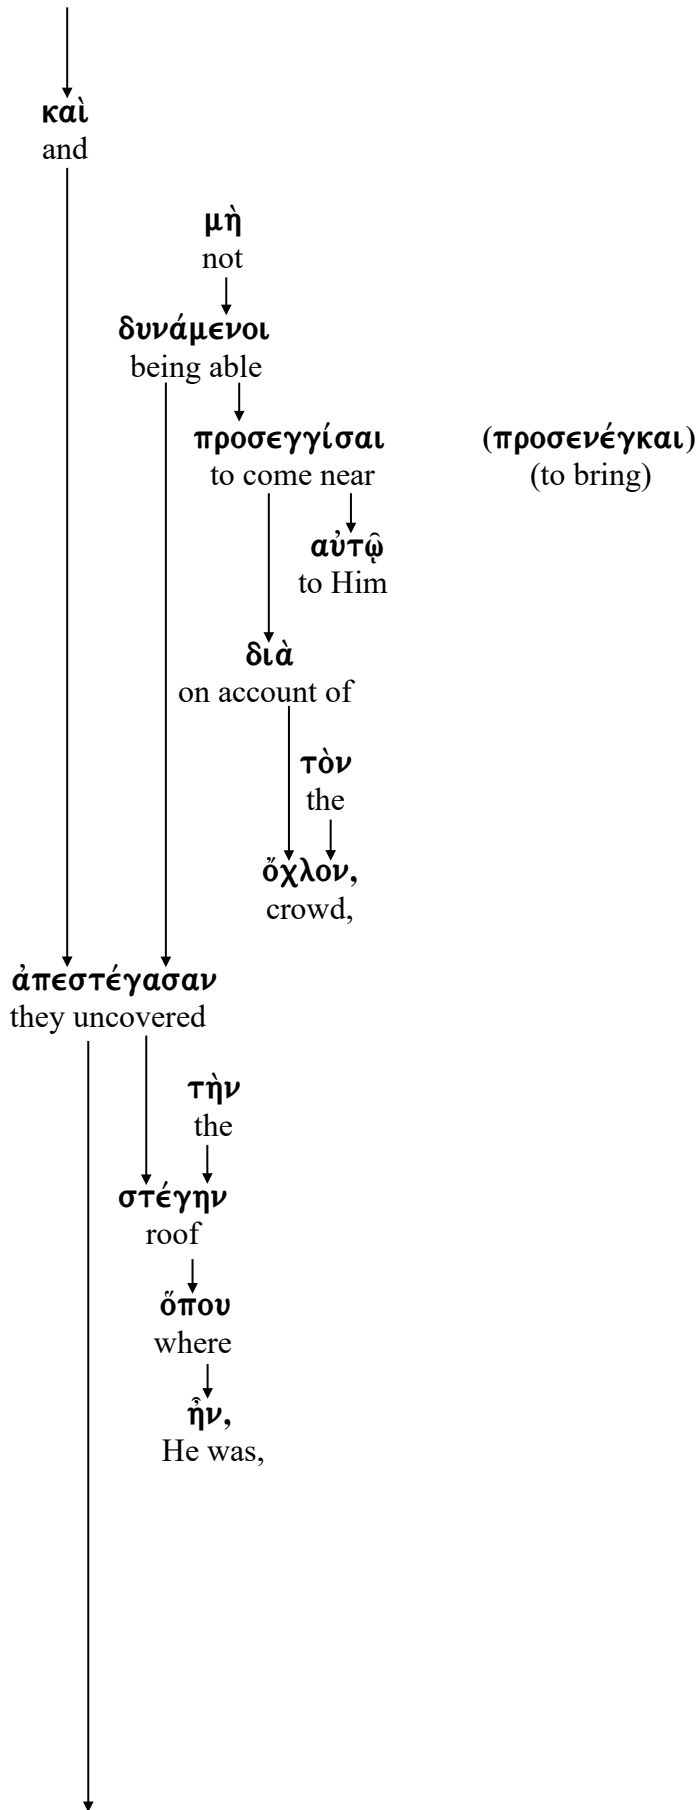 καὶ
and
μὴ
not
δυνάμενοι
being able
προσεγγίσαι (προσενέγκαι)
to come near (to bring)
αὐτῷ
to Him
διὰ
on account of
τὸν
the
ὄχλον,
crowd,
ἀπεστέγασαν
they uncovered
τὴν
the
στέγην
roof
ὅπου
where
ἦν,
He was,